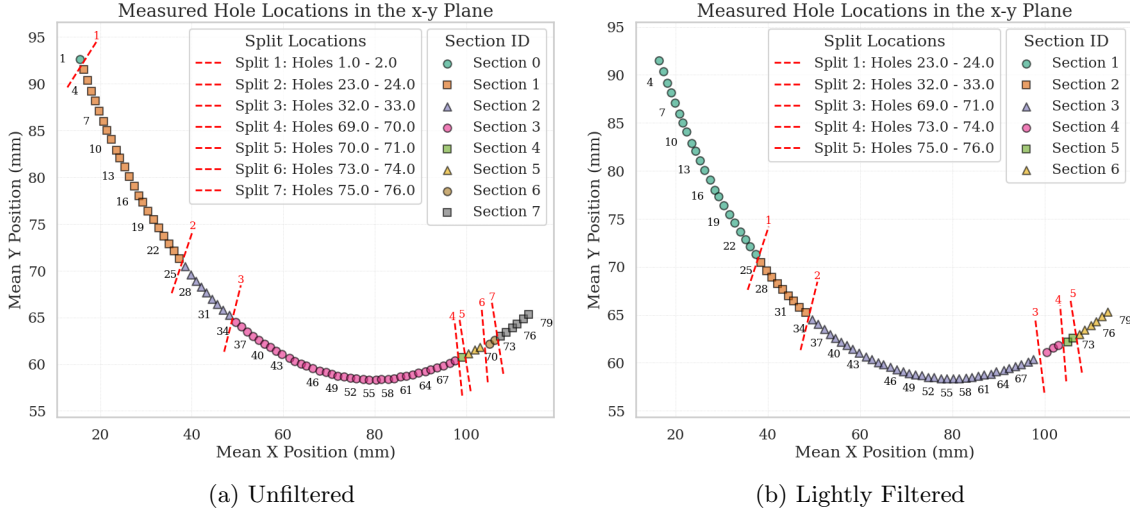 Measured Hole Locations in the x-y Plane
Mean Y Position (mm)
95
90
85
80
75
70
65
60
55
Split Locations
Split 1: Holes 1.0 - 2.0
Split 2: Holes 23.0 - 24.0
Split 3: Holes 32.0 - 33.0
Split 4: Holes 69.0 - 70.0
Split 5: Holes 70.0 - 71.0
Split 6: Holes 73.0 - 74.0
Split 7: Holes 75.0 - 76.0
Section ID
Section 0
Section 1
Section 2
Section 3
Section 4
Section 5
Section 6
Section 7
1
2
3
4
5
6
7
1
4
7
10
13
16
19
22
25
28
31
34
37
40
43
46
49
52
55
58
61
64
67
70
73
76
79
20
40
60
80
100
Mean X Position (mm)
(a) Unfiltered
Measured Hole Locations in the x-y Plane
Mean Y Position (mm)
95
90
85
80
75
70
65
60
55
Split Locations
Split 1: Holes 23.0 - 24.0
Split 2: Holes 32.0 - 33.0
Split 3: Holes 69.0 - 71.0
Split 4: Holes 73.0 - 74.0
Split 5: Holes 75.0 - 76.0
Section ID
Section 1
Section 2
Section 3
Section 4
Section 5
Section 6
1
2
3
4
5
4
7
10
13
16
19
22
25
28
31
34
37
40
43
46
49
52
55
58
61
64
67
73
76
79
20
40
60
80
100
Mean X Position (mm)
(b) Lightly Filtered